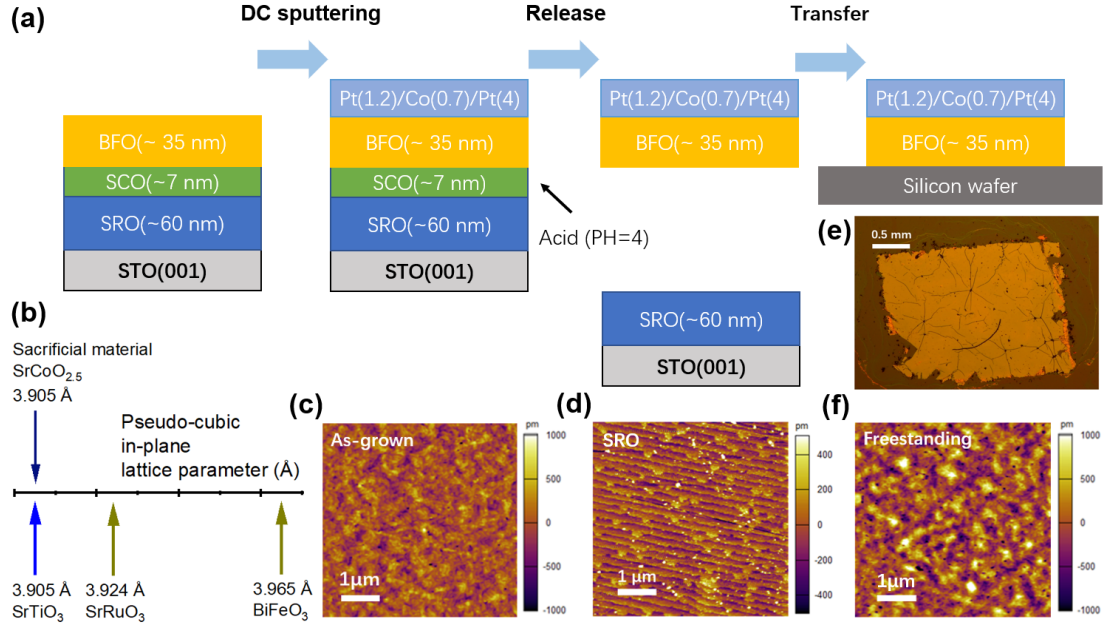 (a)
DC sputtering
Release
Transfer
BFO(~ 35 nm)
SCO(~7 nm)
SRO(~60 nm)
STO(001)
Pt(1.2)/Co(0.7)/Pt(4)
BFO(~ 35 nm)
SCO(~7 nm)
SRO(~60 nm)
STO(001)
Acid (PH=4)
Pt(1.2)/Co(0.7)/Pt(4)
BFO(~ 35 nm)
SRO(~60 nm)
STO(001)
Pt(1.2)/Co(0.7)/Pt(4)
BFO(~ 35 nm)
Silicon wafer
(e)
0.5 mm
(b)
Sacrificial material
SrCoO2.5
3.905 Å
Pseudo-cubic
in-plane
lattice parameter (Å)
3.905 Å
SrTiO3
3.924 Å
SrRuO3
3.965 Å
BiFeO3
(c)
As-grown
1μm
pm
1000
500
0
-500
-1000
(d)
SRO
1 μm
pm
400
200
0
-200
-400
(f)
Freestanding
1μm
pm
1000
500
0
-500
-1000